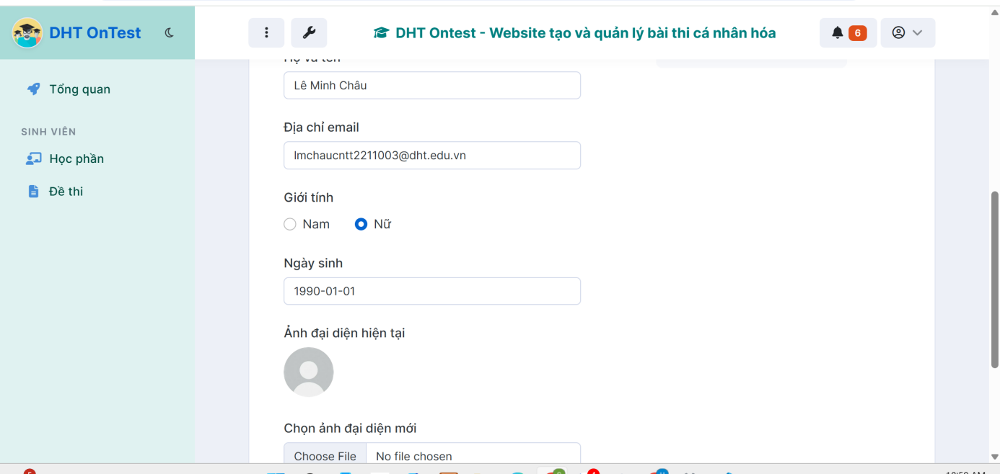 DHT OnTest
DHT Ontest - Website tạo và quản lý bài thi cá nhân hóa
6
Tổng quan
SINH VIÊN
Học phần
Đề thi
Họ và tên
Lê Minh Châu
Địa chỉ email
lmchaucntt2211003@dht.edu.vn
Giới tính
Nam
Nữ
Ngày sinh
1990-01-01
Ảnh đại diện hiện tại
Chọn ảnh đại diện mới
Choose File
No file chosen